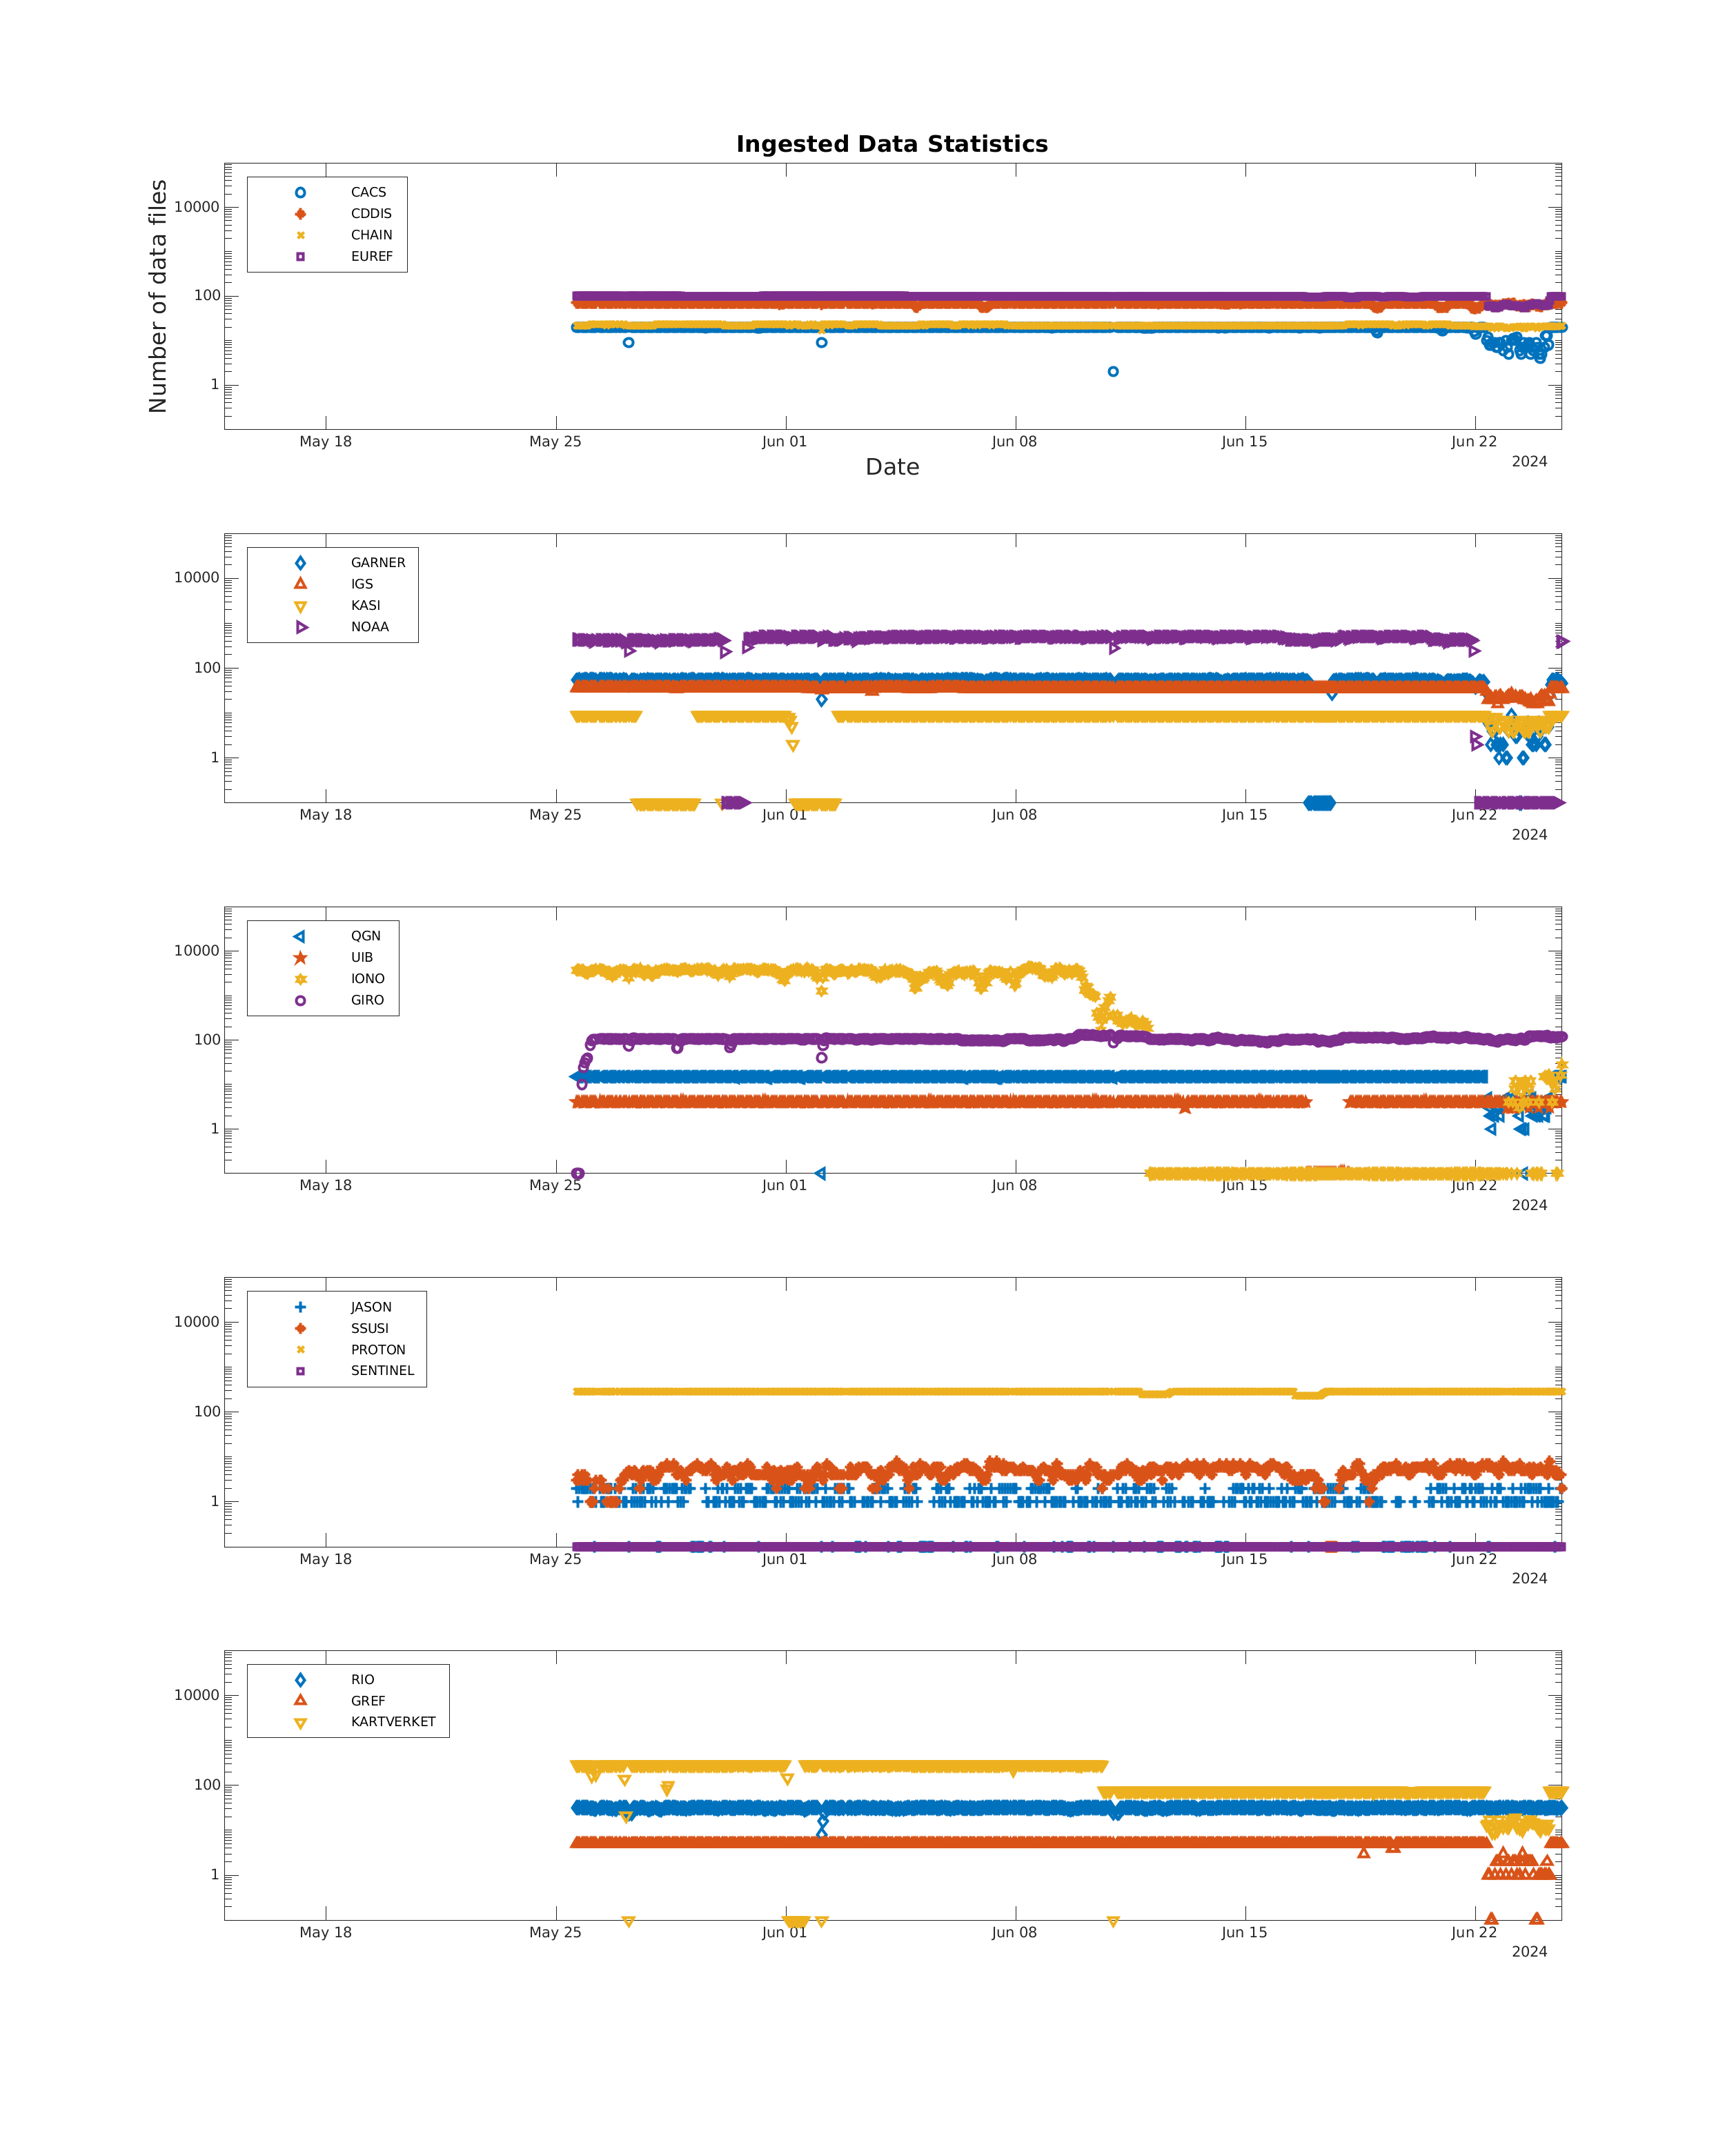 Ingested Data Statistics
Number of data files
10000
100
1
CACS
CDDIS
CHAIN
EUREF
May 18 May 25 Jun 01 Jun 08 Jun 15 Jun 22
2024
Date
10000
100
1
GARNER
IGS
KASI
NOAA
May 18 May 25 Jun 01 Jun 08 Jun 15 Jun 22
2024
10000
100
1
QGN
UIB
IONO
GIRO
May 18 May 25 Jun 01 Jun 08 Jun 15 Jun 22
2024
10000
100
1
JASON
SSUSI
PROTON
SENTINEL
May 18 May 25 Jun 01 Jun 08 Jun 15 Jun 22
2024
10000
100
1
RIO
GREF
KARTVERKET
May 18 May 25 Jun 01 Jun 08 Jun 15 Jun 22
2024